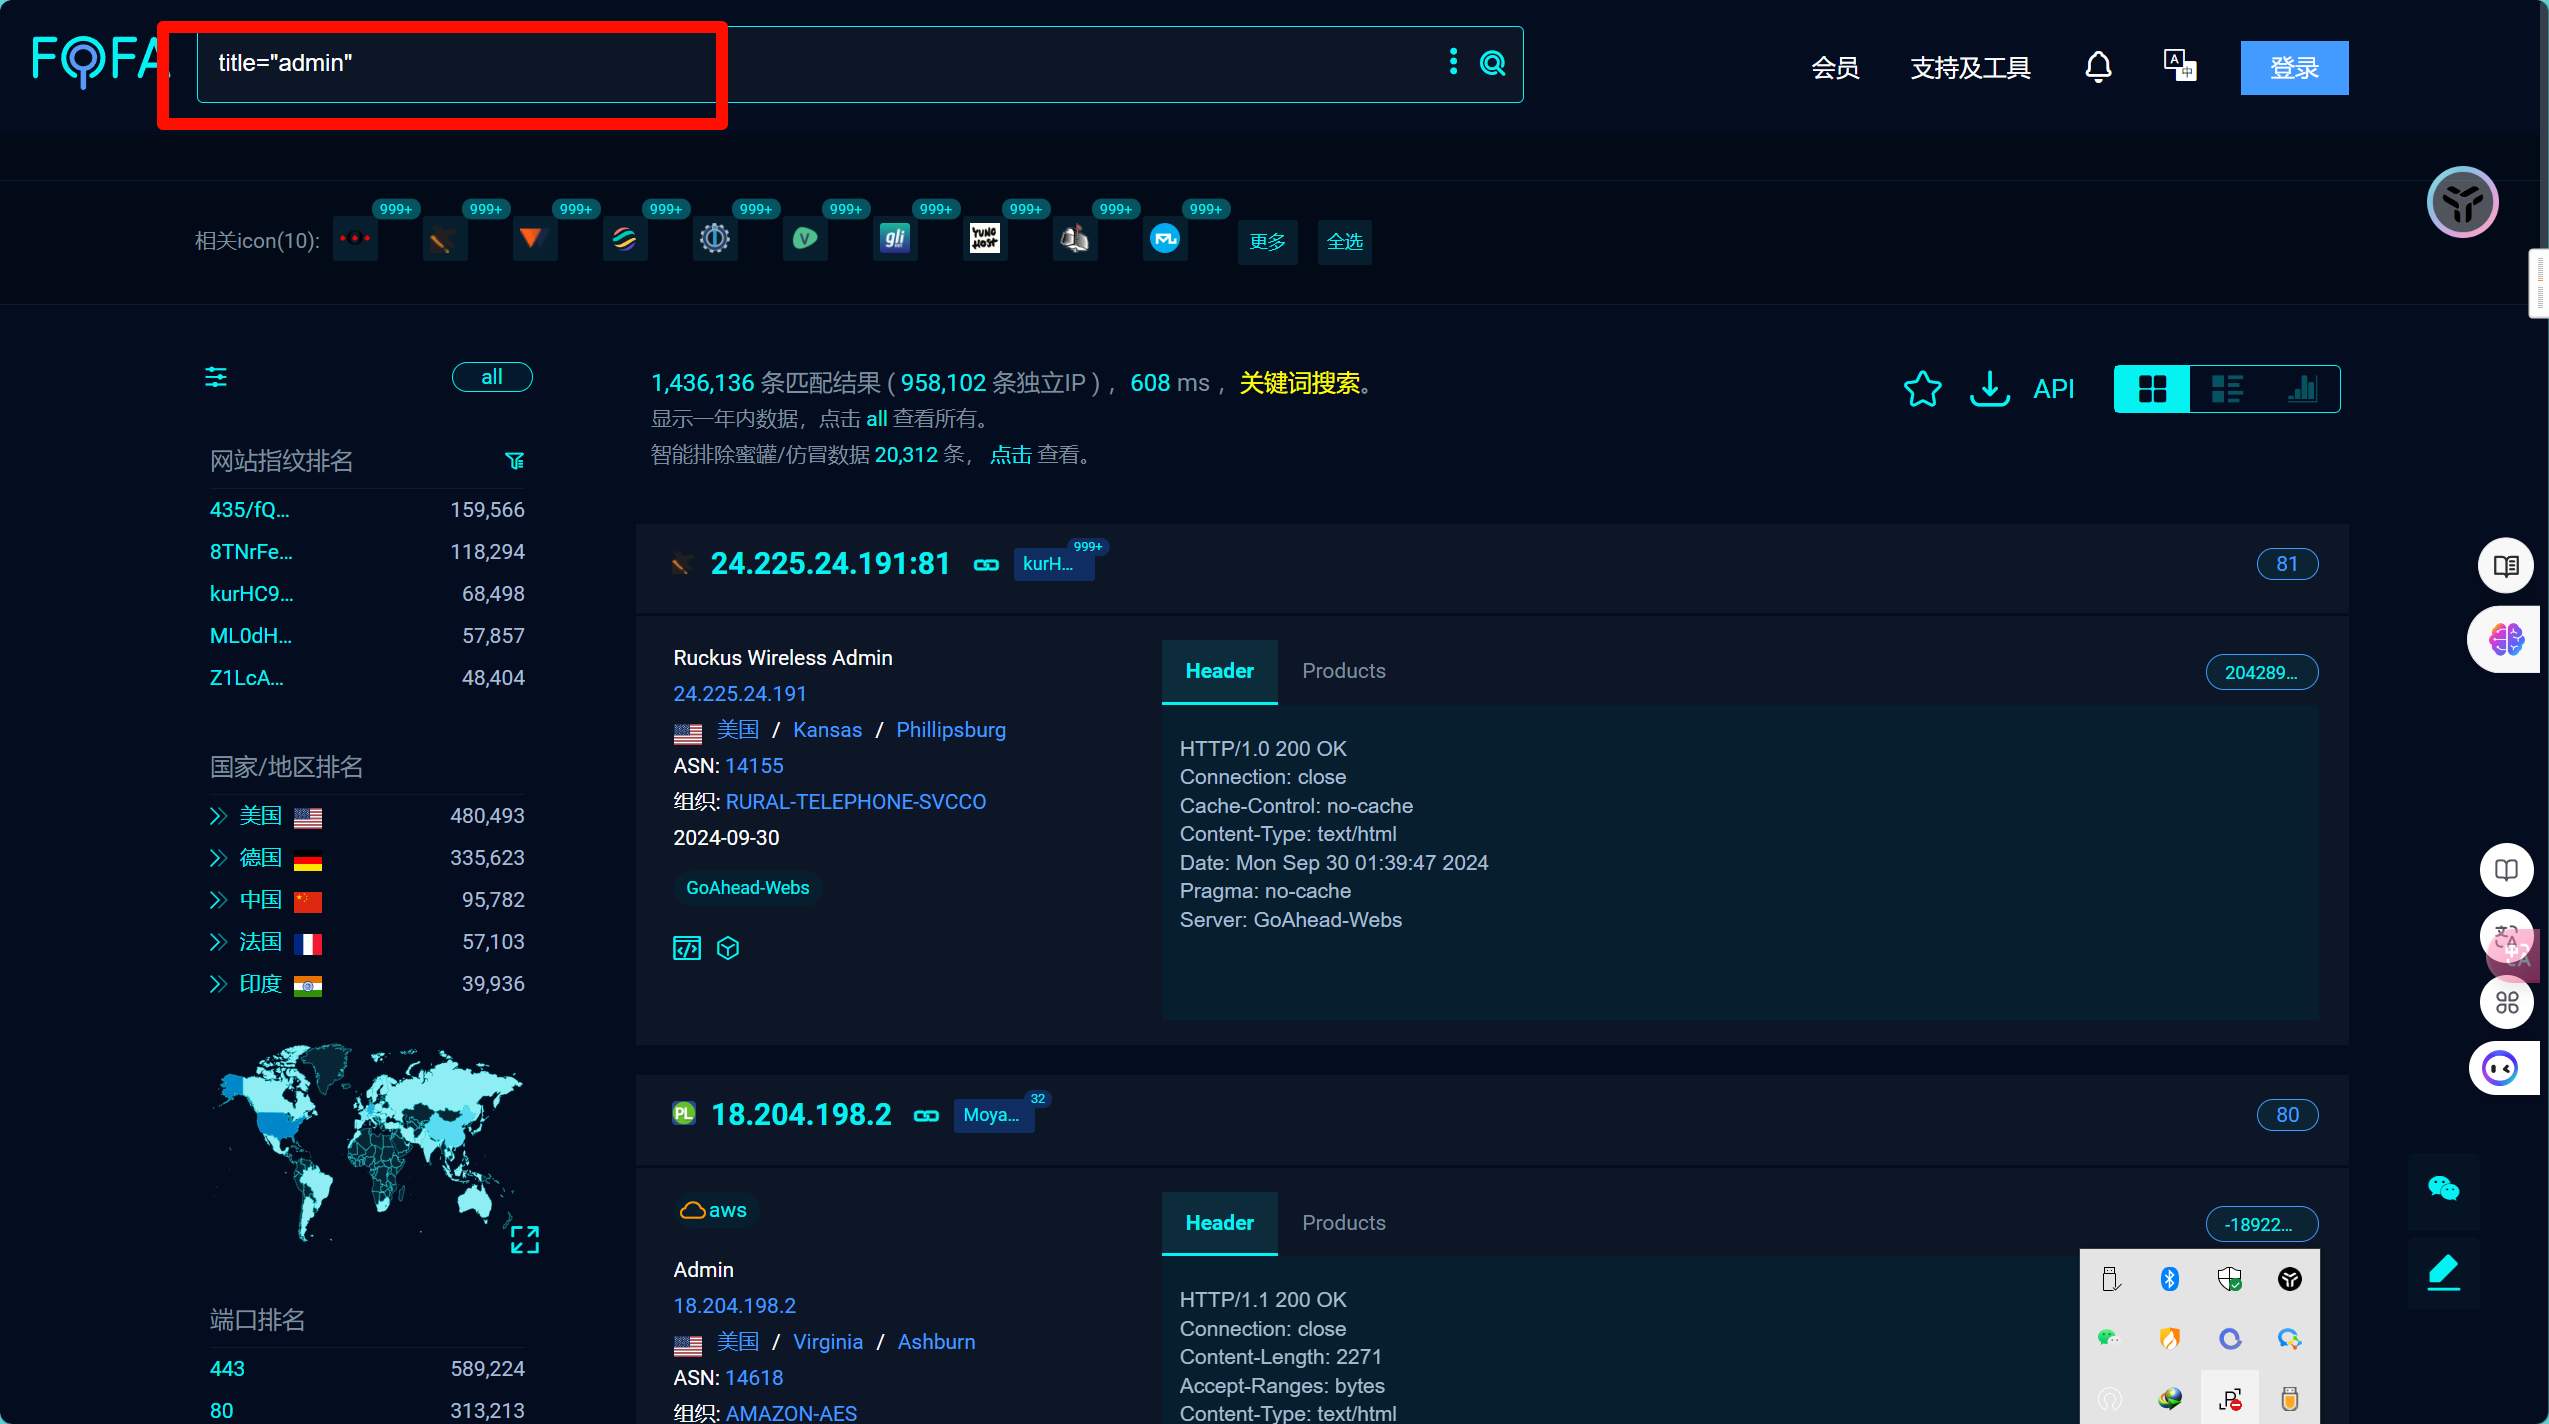 FOFA
title="admin"
会员
支持及工具
登录
相关icon(10):
999+
999+
999+
999+
999+
999+
999+
999+
999+
999+
更多
全选
all
1,436,136 条匹配结果 ( 958,102 条独立IP ) ，608 ms ，关键词搜索。
显示一年内数据，点击 all 查看所有。
智能排除蜜罐/仿冒数据 20,312 条， 点击 查看。
API
网站指纹排名
435/fQ... 159,566
8TNrFe... 118,294
kurHC9... 68,498
ML0dH... 57,857
Z1LcA... 48,404
国家/地区排名
美国 480,493
德国 335,623
中国 95,782
法国 57,103
印度 39,936
端口排名
443 589,224
80 313,213
24.225.24.191:81
kurH...
999+
81
Ruckus Wireless Admin
24.225.24.191
美国 / Kansas / Phillipsburg
ASN: 14155
组织: RURAL-TELEPHONE-SVCCO
2024-09-30
GoAhead-Webs
Header
Products
204289...
HTTP/1.0 200 OK
Connection: close
Cache-Control: no-cache
Content-Type: text/html
Date: Mon Sep 30 01:39:47 2024
Pragma: no-cache
Server: GoAhead-Webs
18.204.198.2
Moya...
32
80
aws
Admin
18.204.198.2
美国 / Virginia / Ashburn
ASN: 14618
组织: AMAZON-AES
Header
Products
-18922...
HTTP/1.1 200 OK
Connection: close
Content-Length: 2271
Accept-Ranges: bytes
Content-Type: text/html